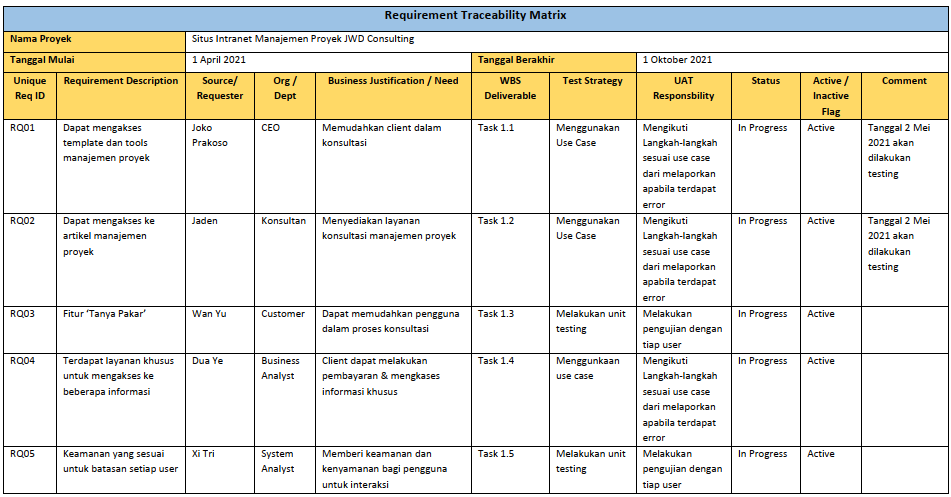 Requirement Traceability Matrix
Nama Proyek Situs Intranet Manajemen Proyek JWD Consulting
Tanggal Mulai 1 April 2021 Tanggal Berakhir 1 Oktober 2021
Unique Req ID Requirement Description Source/ Requester Org / Dept Business Justification / Need WBS Deliverable Test Strategy UAT Responsbility Status Active / Inactive Flag Comment
RQ01 Dapat mengakses template dan tools manajemen proyek Joko Prakoso CEO Memudahkan client dalam konsultasi Task 1.1 Menggunakan Use Case Mengikuti Langkah-langkah sesuai use case dari melaporkan apabila terdapat error In Progress Active Tanggal 2 Mei 2021 akan dilakukan testing
RQ02 Dapat mengakses ke artikel manajemen proyek Jaden Konsultan Menyediakan layanan konsultasi manajemen proyek Task 1.2 Menggunakan Use Case Mengikuti Langkah-langkah sesuai use case dari melaporkan apabila terdapat error In Progress Active Tanggal 2 Mei 2021 akan dilakukan testing
RQ03 Fitur ‘Tanya Pakar’ Wan Yu Customer Dapat memudahkan pengguna dalam proses konsultasi Task 1.3 Melakukan unit testing Melakukan pengujian dengan tiap user In Progress Active
RQ04 Terdapat layanan khusus untuk mengakses ke beberapa informasi Dua Ye Business Analyst Client dapat melakukan pembayaran & mengkases informasi khusus Task 1.4 Menggunkaan use case Mengikuti Langkah-langkah sesuai use case dari melaporkan apabila terdapat error In Progress Active
RQ05 Keamanan yang sesuai untuk batasan setiap user Xi Tri System Analyst Memberi keamanan dan kenyamanan bagi pengguna untuk interaksi Task 1.5 Melakukan unit testing Melakukan pengujian dengan tiap user In Progress Active